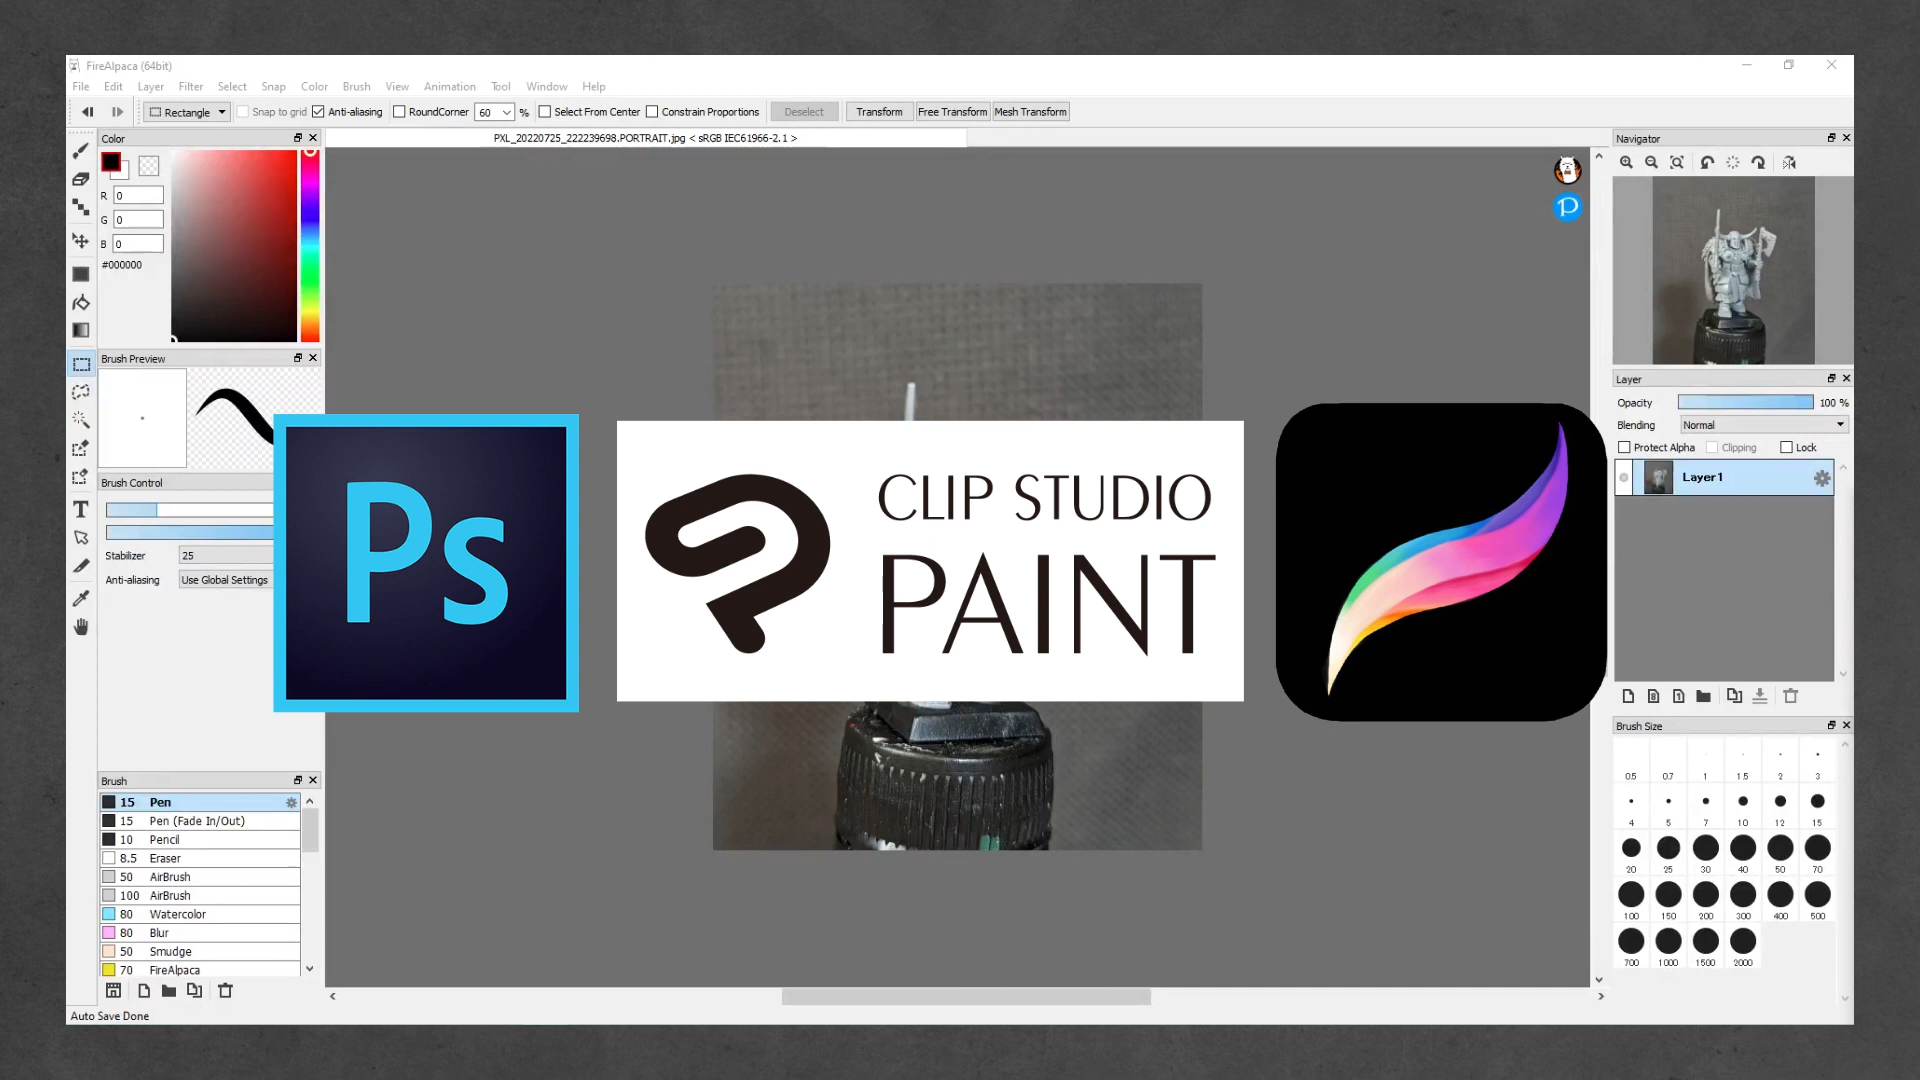 FireAlpaca (64bit)
File Edit Layer Filter Select Snap Color Brush View Animation Tool Window Help
Rectangle Snap to grid Anti-aliasing RoundCorner 60 % Select From Center Constrain Proportions Deselect Transform Free Transform Mesh Transform
Color
PXL_20220725_222239698.PORTRAIT.jpg < sRGB IEC61966-2.1 >
Navigator
R 0
G 0
B 0
#000000
Brush Preview
Layer
Opacity 100 %
Blending Normal
Protect Alpha Clipping Lock
Layer1
Brush Control
Stabilizer 25
Anti-aliasing Use Global Settings
Ps
CLIP STUDIO
PAINT
Brush Size
0.5 0.7 1 1.5 2 3
4 5 7 10 12 15
20 25 30 40 50 70
100 150 200 300 400 500
700 1000 1500 2000
Brush
15 Pen
15 Pen (Fade In/Out)
10 Pencil
8.5 Eraser
50 AirBrush
100 AirBrush
80 Watercolor
80 Blur
50 Smudge
70 FireAlpaca
Auto Save Done